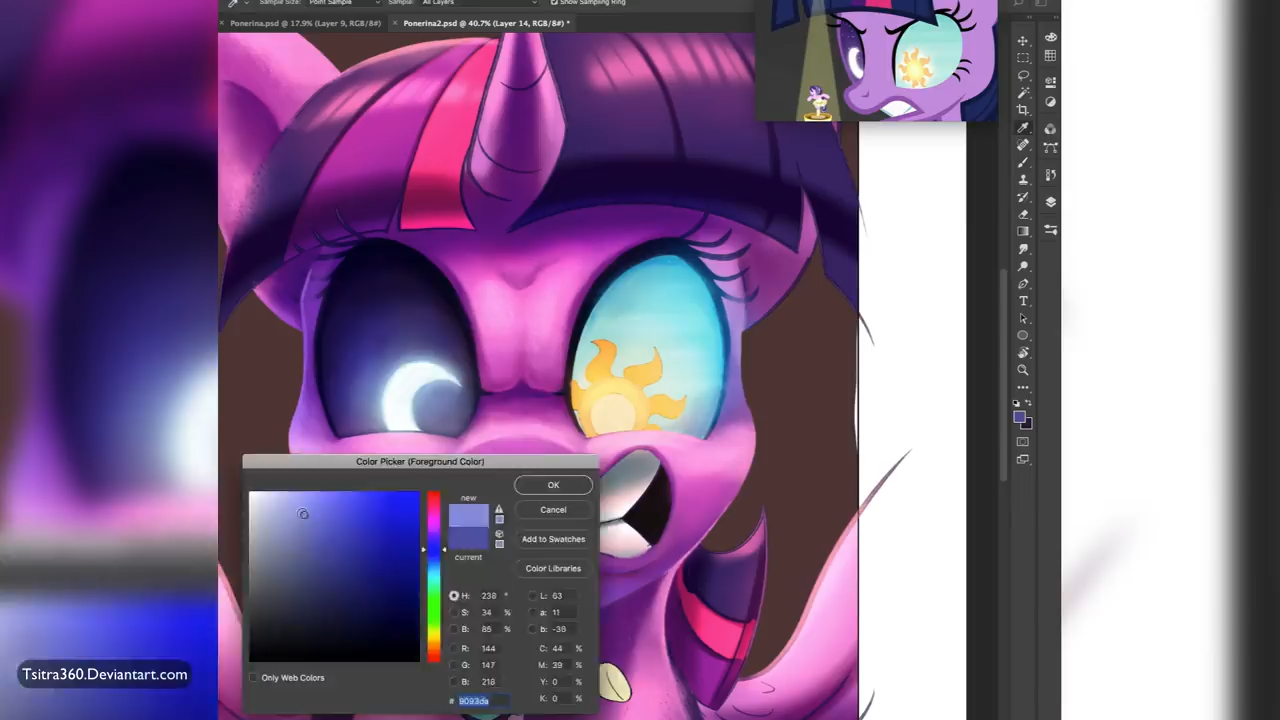 Sample Size: Point Sample Sample: All Layers Show Sampling Ring
× Ponerina.psd @ 17.9% (Layer 9, RGB/8#) × Ponerina2.psd @ 40.7% (Layer 14, RGB/8#) *
Color Picker (Foreground Color)
new
current
OK
Cancel
Add to Swatches
Color Libraries
H: 238 ° L: 63
S: 34 % a: 11
B: 85 % b: -36
R: 144 C: 44 %
G: 147 M: 39 %
B: 218 Y: 0 %
# 9093da K: 0 %
Only Web Colors
Tsitra360.Deviantart.com